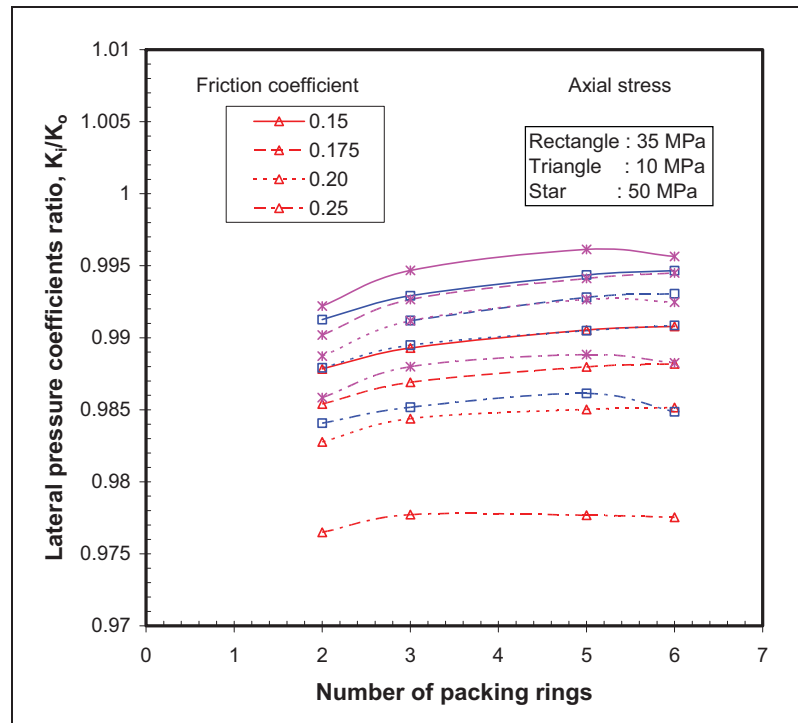 Friction coefficient
0.15
0.175
0.20
0.25
Axial stress
Rectangle : 35 MPa
Triangle : 10 MPa
Star : 50 MPa
Lateral pressure coefficients ratio, Ki/Ko
1.01
1.005
1
0.995
0.99
0.985
0.98
0.975
0.97
0 1 2 3 4 5 6 7
Number of packing rings